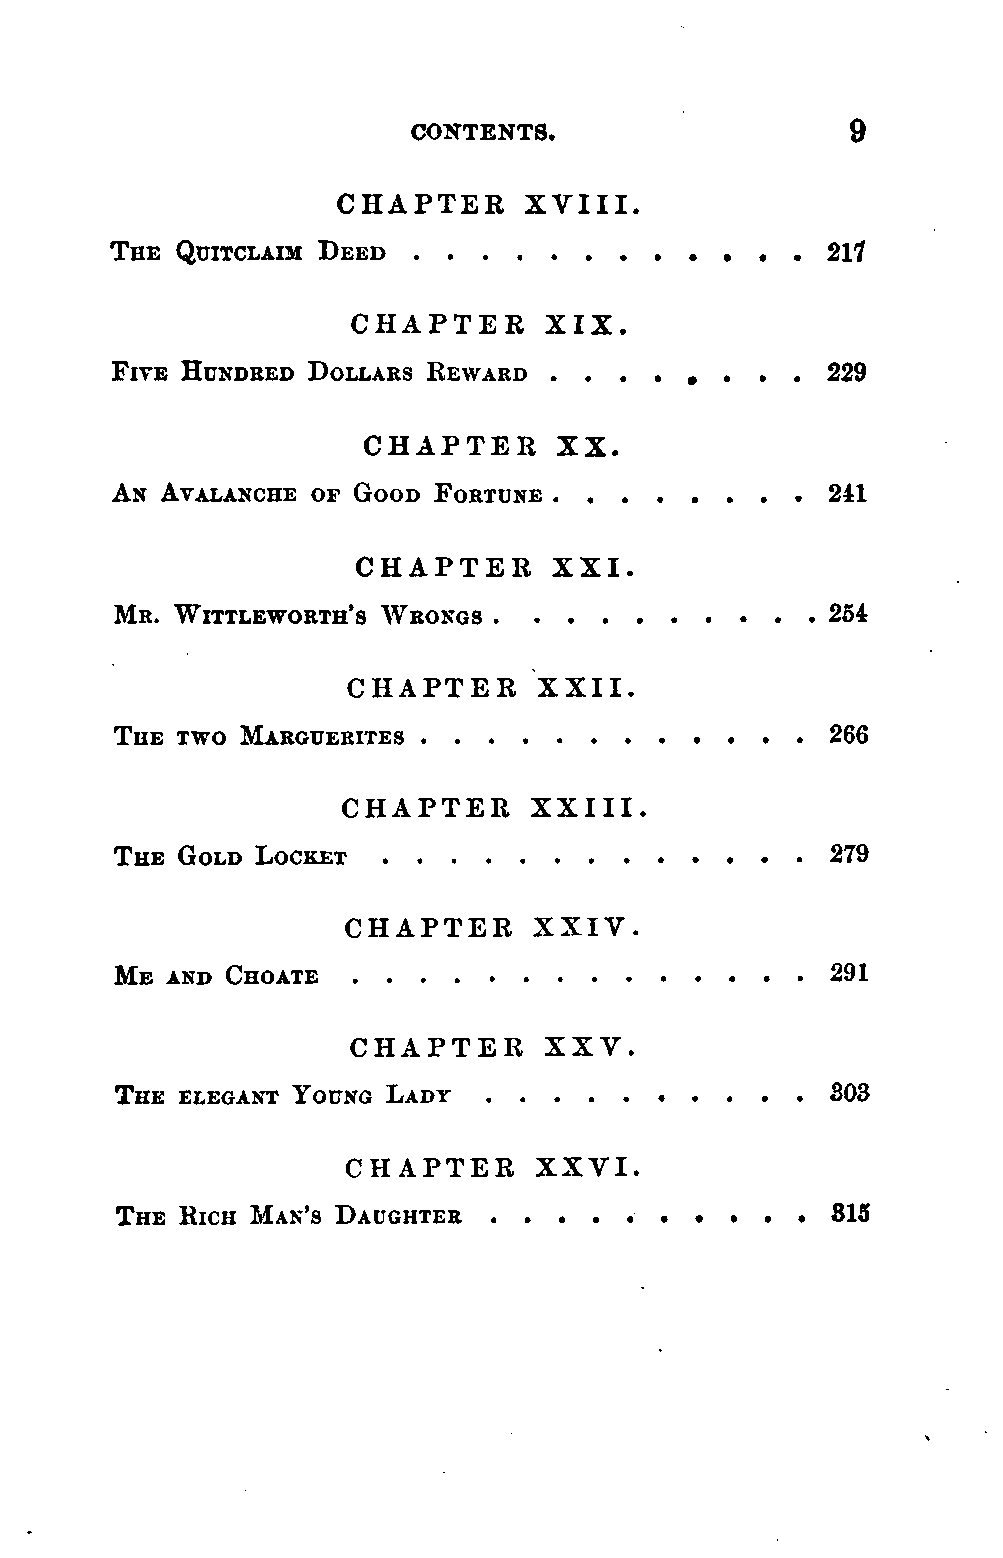 CONTENTS. 9
CHAPTER XVIII.
THE QUITCLAIM DEED . . . . . . . . . . . . 217
CHAPTER XIX.
FIVE HUNDRED DOLLARS REWARD . . . . . . . . 229
CHAPTER XX.
AN AVALANCHE OF GOOD FORTUNE . . . . . . . . 241
CHAPTER XXI.
MR. WITTLEWORTH'S WRONGS . . . . . . . . . . 254
CHAPTER XXII.
THE TWO MARGUERITES . . . . . . . . . . . . 266
CHAPTER XXIII.
THE GOLD LOCKET . . . . . . . . . . . . . 279
CHAPTER XXIV.
ME AND CHOATE . . . . . . . . . . . . . . 291
CHAPTER XXV.
THE ELEGANT YOUNG LADY . . . . . . . . . . 303
CHAPTER XXVI.
THE RICH MAN'S DAUGHTER . . . . . . . . . . 315